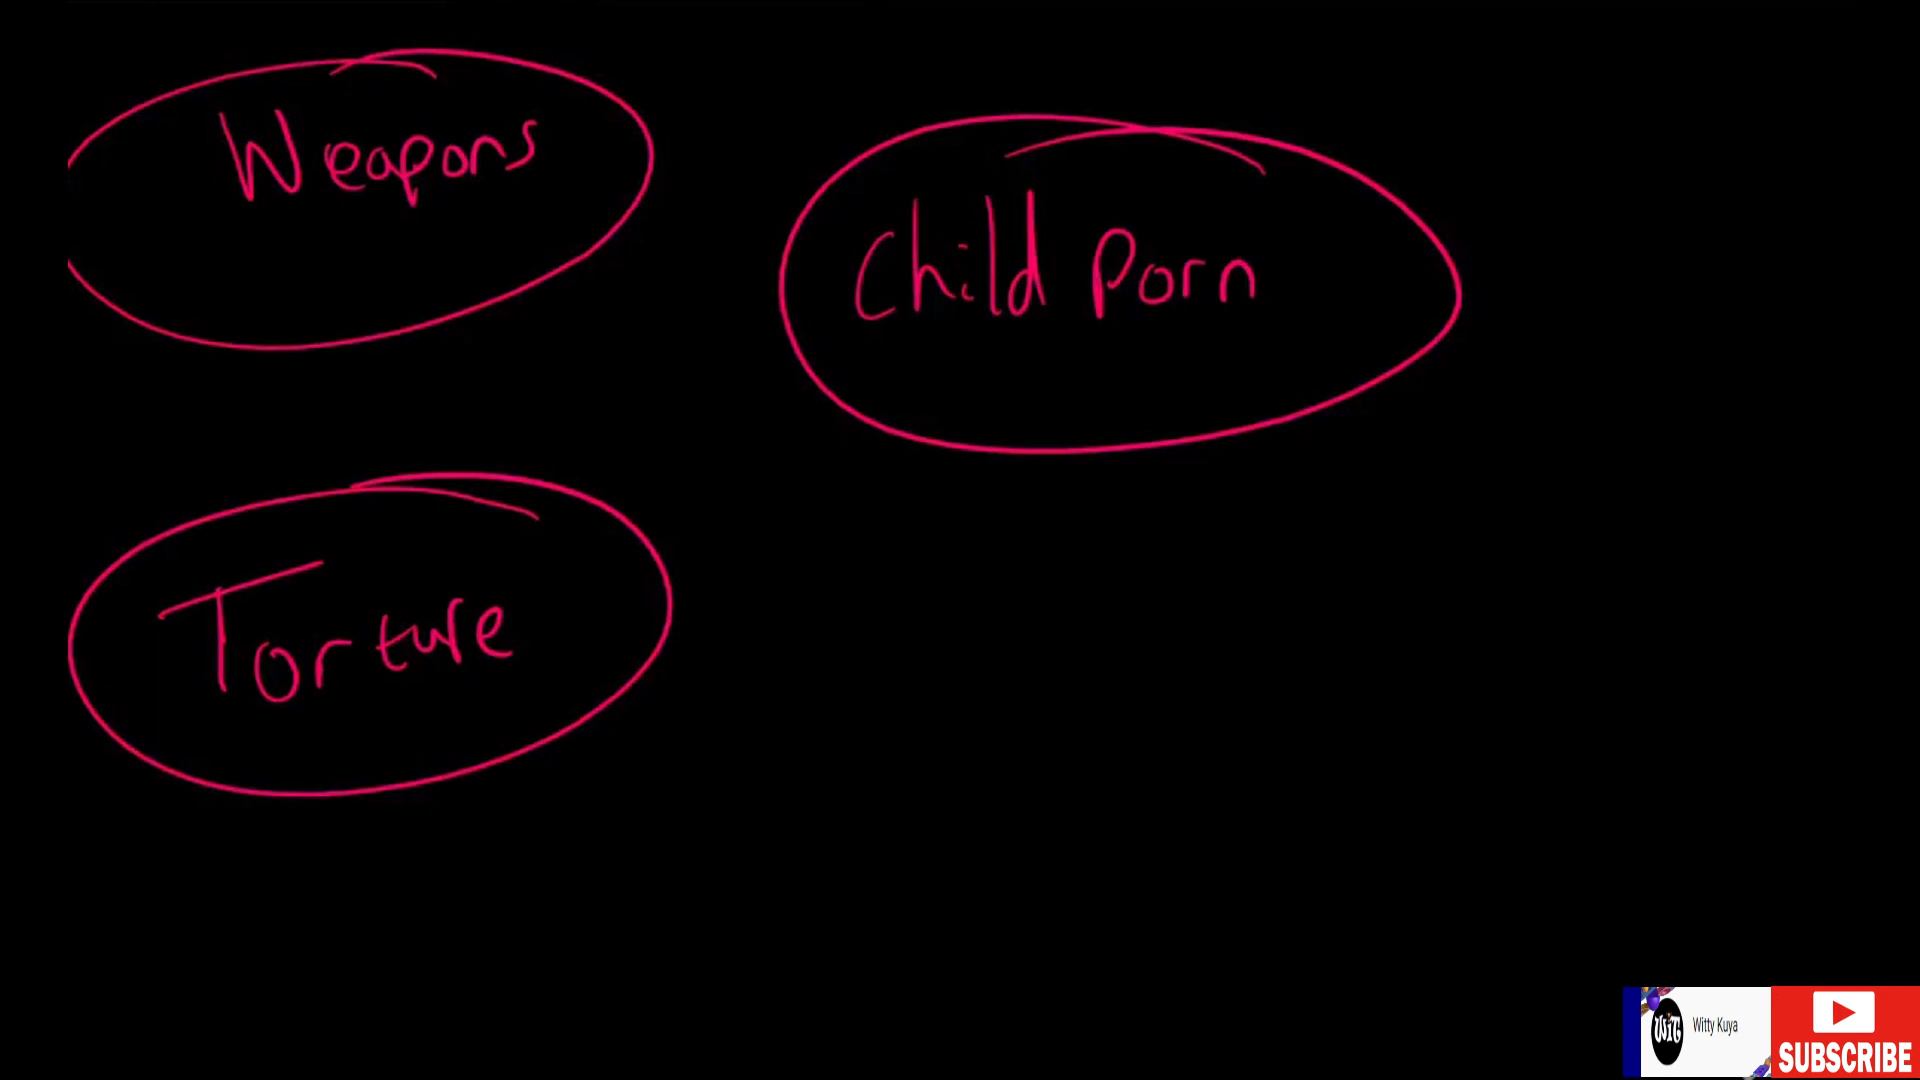 Weapons
Child Porn
Torture
Witty Kuya
SUBSCRIBE